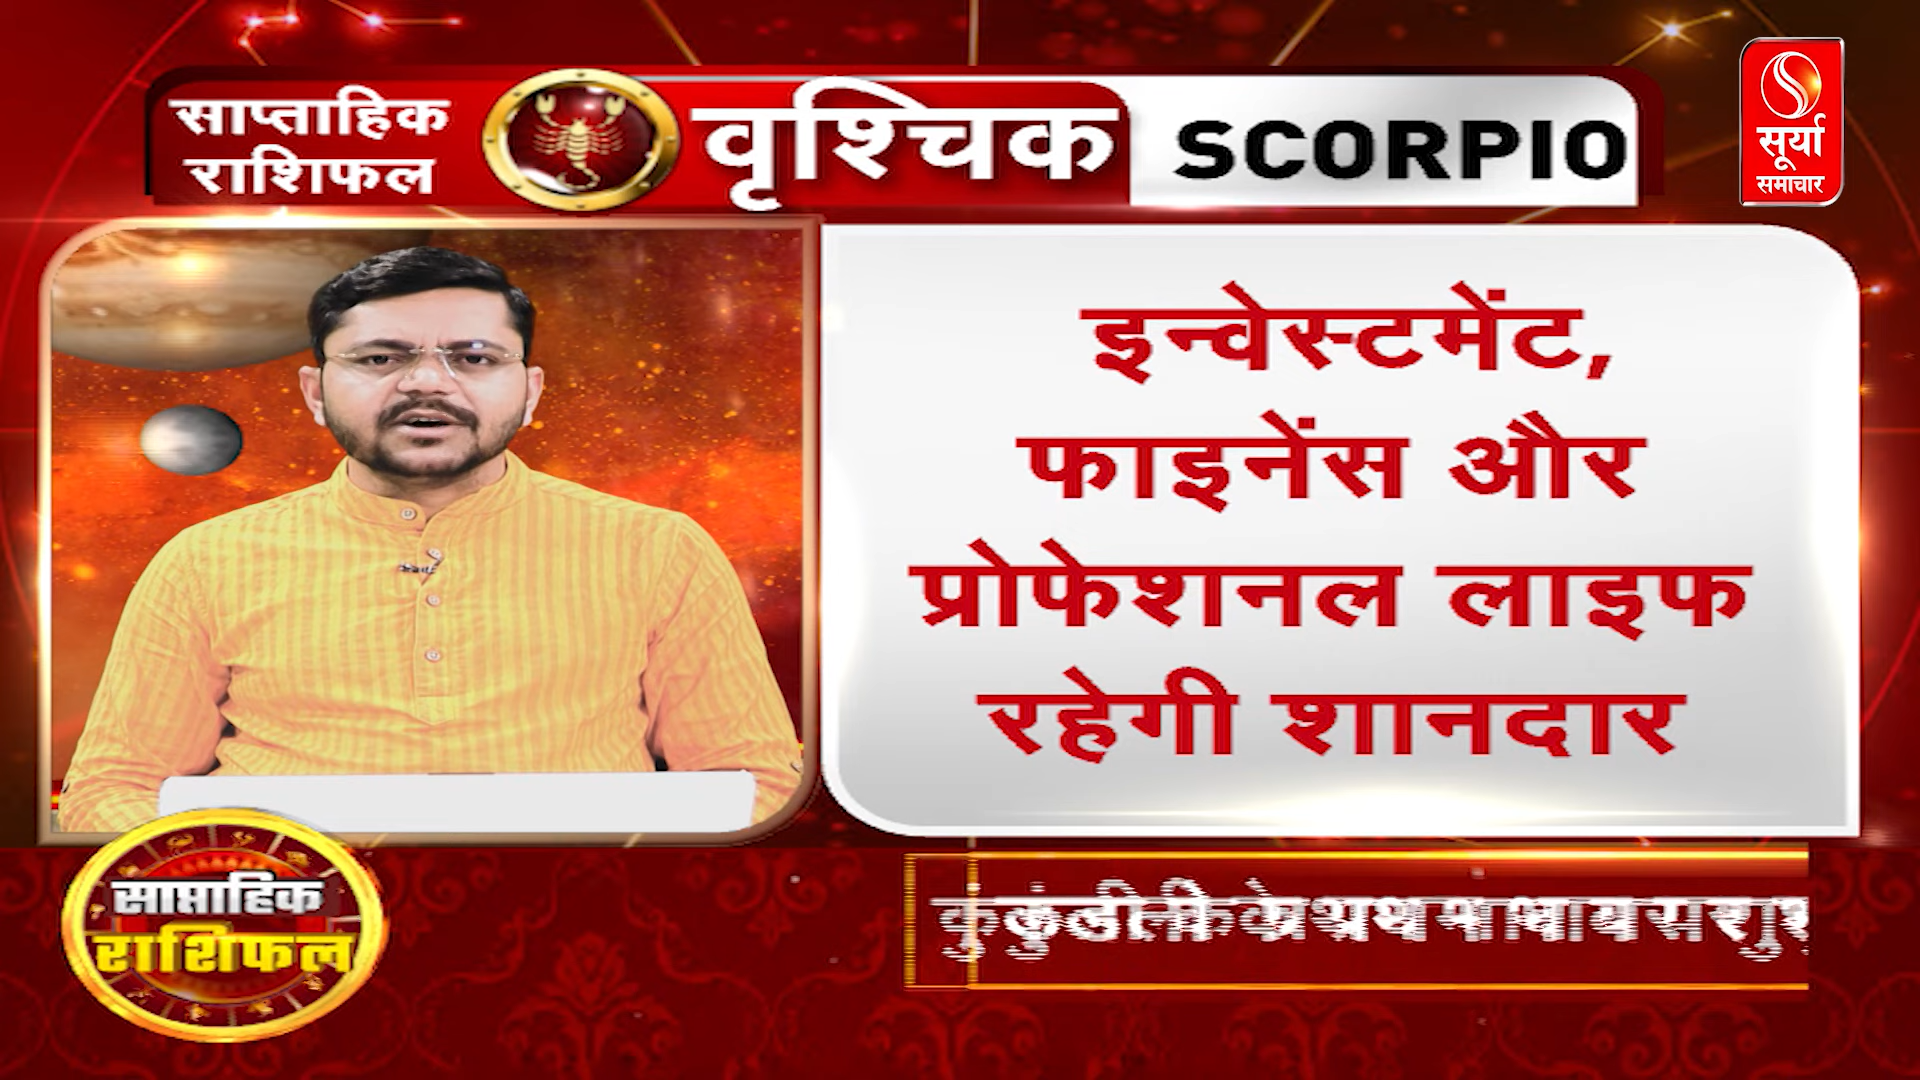 साप्ताहिक
राशिफल
वृश्चिक
SCORPIO
सूर्या
समाचार
इन्वेस्टमेंट,
फाइनेंस और
प्रोफेशनल लाइफ
रहेगी शानदार
साप्ताहिक
राशिफल